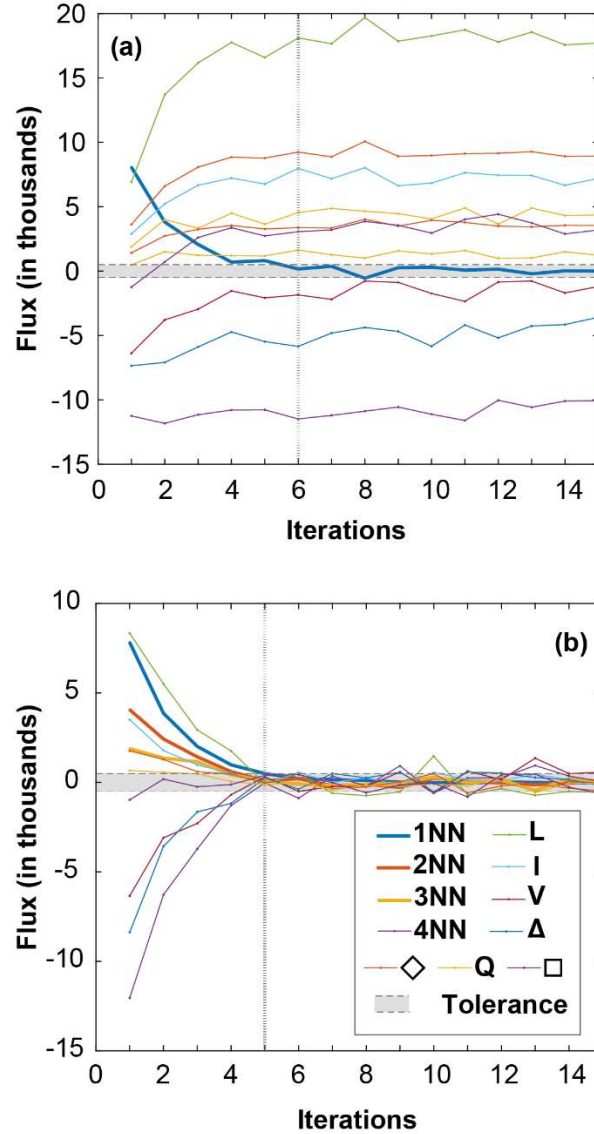 20
(a)
15
10
5
0
-5
-10
-15
Flux (in thousands)
0 2 4 6 8 10 12 14
Iterations
10
(b)
5
0
-5
-10
-15
Flux (in thousands)
1NN L
2NN I
3NN V
4NN Δ
◇ Q □
Tolerance
0 2 4 6 8 10 12 14
Iterations